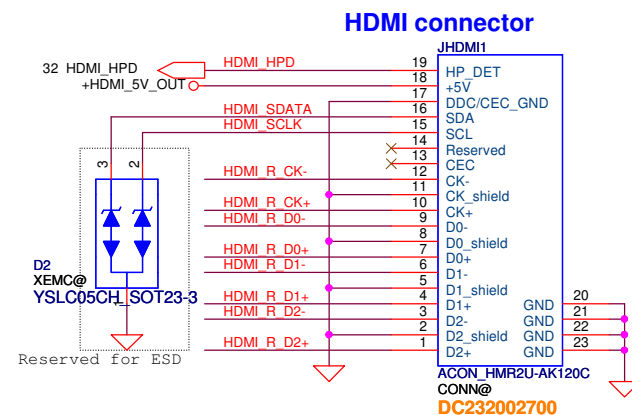 HDMI connector
JHDMI1
32 HDMI_HPD
HDMI_HPD
19
HP_DET
+HDMI_5V_OUT
18
+5V
17
DDC/CEC_GND
HDMI_SDATA
16
SDA
HDMI_SCLK
15
SCL
14
Reserved
13
CEC
HDMI_R_CK-
12
CK-
11
CK_shield
HDMI_R_CK+
10
CK+
HDMI_R_D0-
9
D0-
8
D0_shield
HDMI_R_D0+
7
D0+
HDMI_R_D1-
6
D1-
5
D1_shield
HDMI_R_D1+
4
D1+
HDMI_R_D2-
3
D2-
2
D2_shield
HDMI_R_D2+
1
D2+
GND 20
GND 21
GND 22
GND 23
3
2
1
D2
XEMC@
YSLC05CH_SOT23-3
Reserved for ESD
ACON_HMR2U-AK120C
CONN@
DC232002700